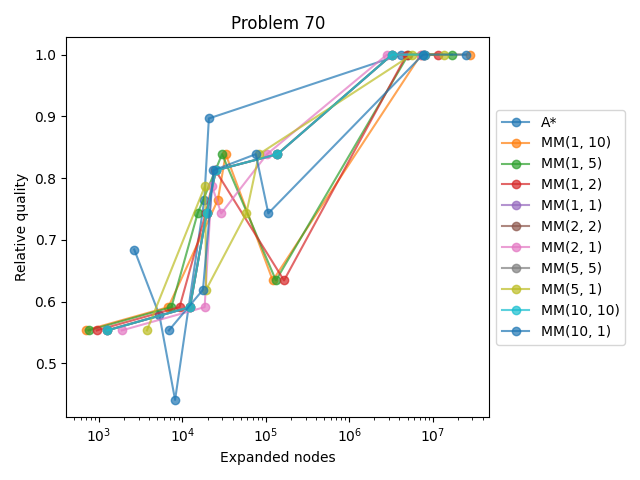 Problem 70
Relative quality
1.0
0.9
0.8
0.7
0.6
0.5
10³
10⁴
10⁵
10⁶
10⁷
Expanded nodes
A*
MM(1, 10)
MM(1, 5)
MM(1, 2)
MM(1, 1)
MM(2, 2)
MM(2, 1)
MM(5, 5)
MM(5, 1)
MM(10, 10)
MM(10, 1)